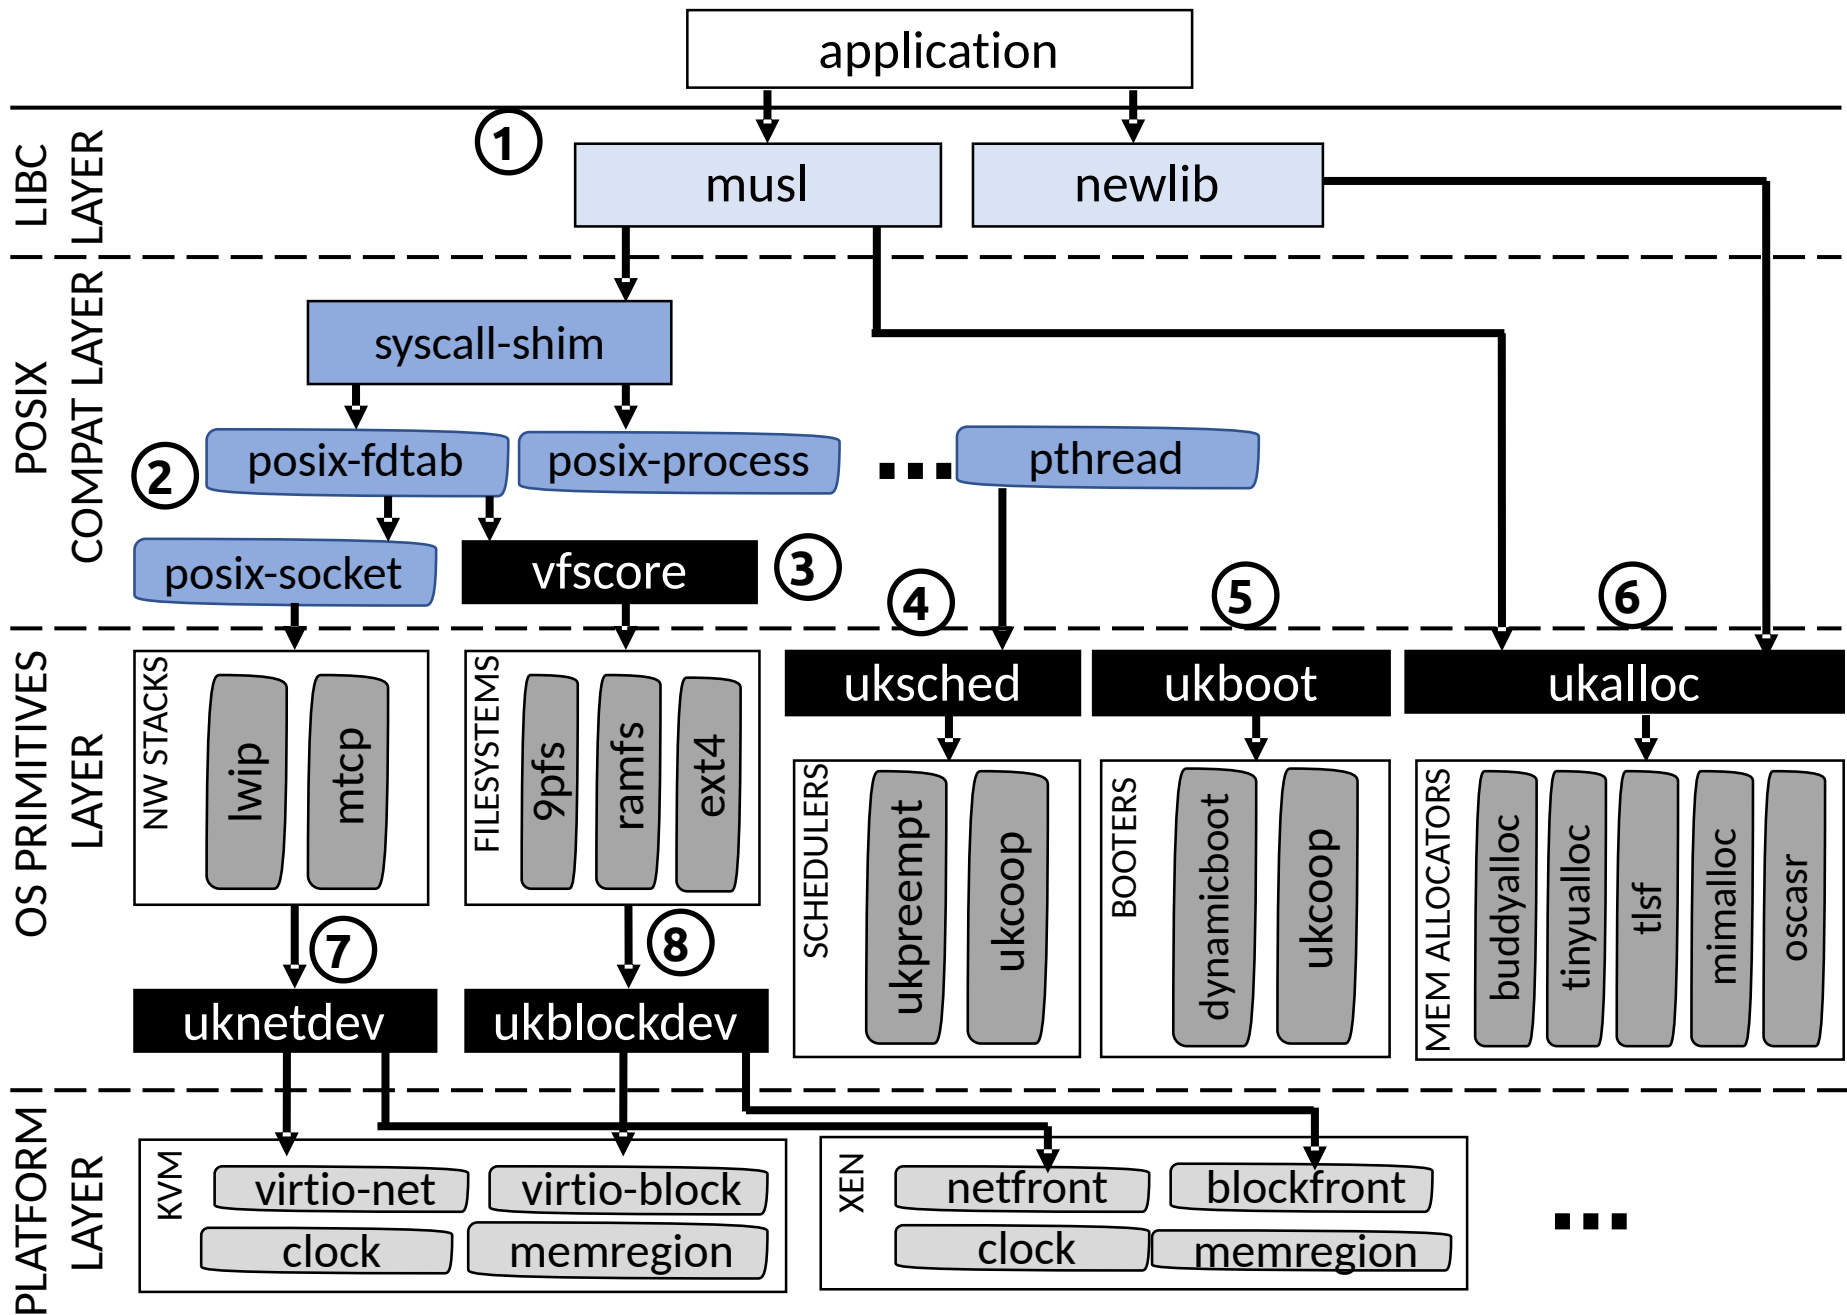 application
LIBC
LAYER
1
musl
newlib
POSIX
COMPAT LAYER
syscall-shim
2
posix-fdtab
posix-process
...
pthread
posix-socket
vfscore
3
4
5
6
OS PRIMITIVES
LAYER
NW STACKS
lwip
mtcp
FILESYSTEMS
9pfs
ramfs
ext4
uksched
ukboot
ukalloc
SCHEDULERS
ukpreempt
ukcoop
BOOTERS
dynamicboot
ukcoop
MEM ALLOCATORS
buddyalloc
tinyualloc
tlsf
mimalloc
oscasr
7
8
uknetdev
ukblockdev
PLATFORM
LAYER
KVM
virtio-net
virtio-block
clock
memregion
XEN
netfront
blockfront
clock
memregion
...